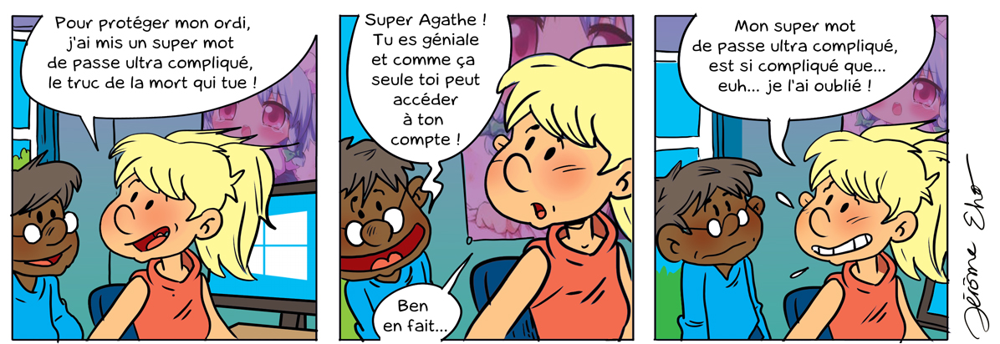 Pour protéger mon ordi,
j'ai mis un super mot
de passe ultra compliqué,
le truc de la mort qui tue !
Super Agathe !
Tu es géniale
et comme ça
seule toi peut
accéder
à ton
compte !
Ben
en fait...
Mon super mot
de passe ultra compliqué,
est si compliqué que...
euh... je l'ai oublié !
Jérôme Eho